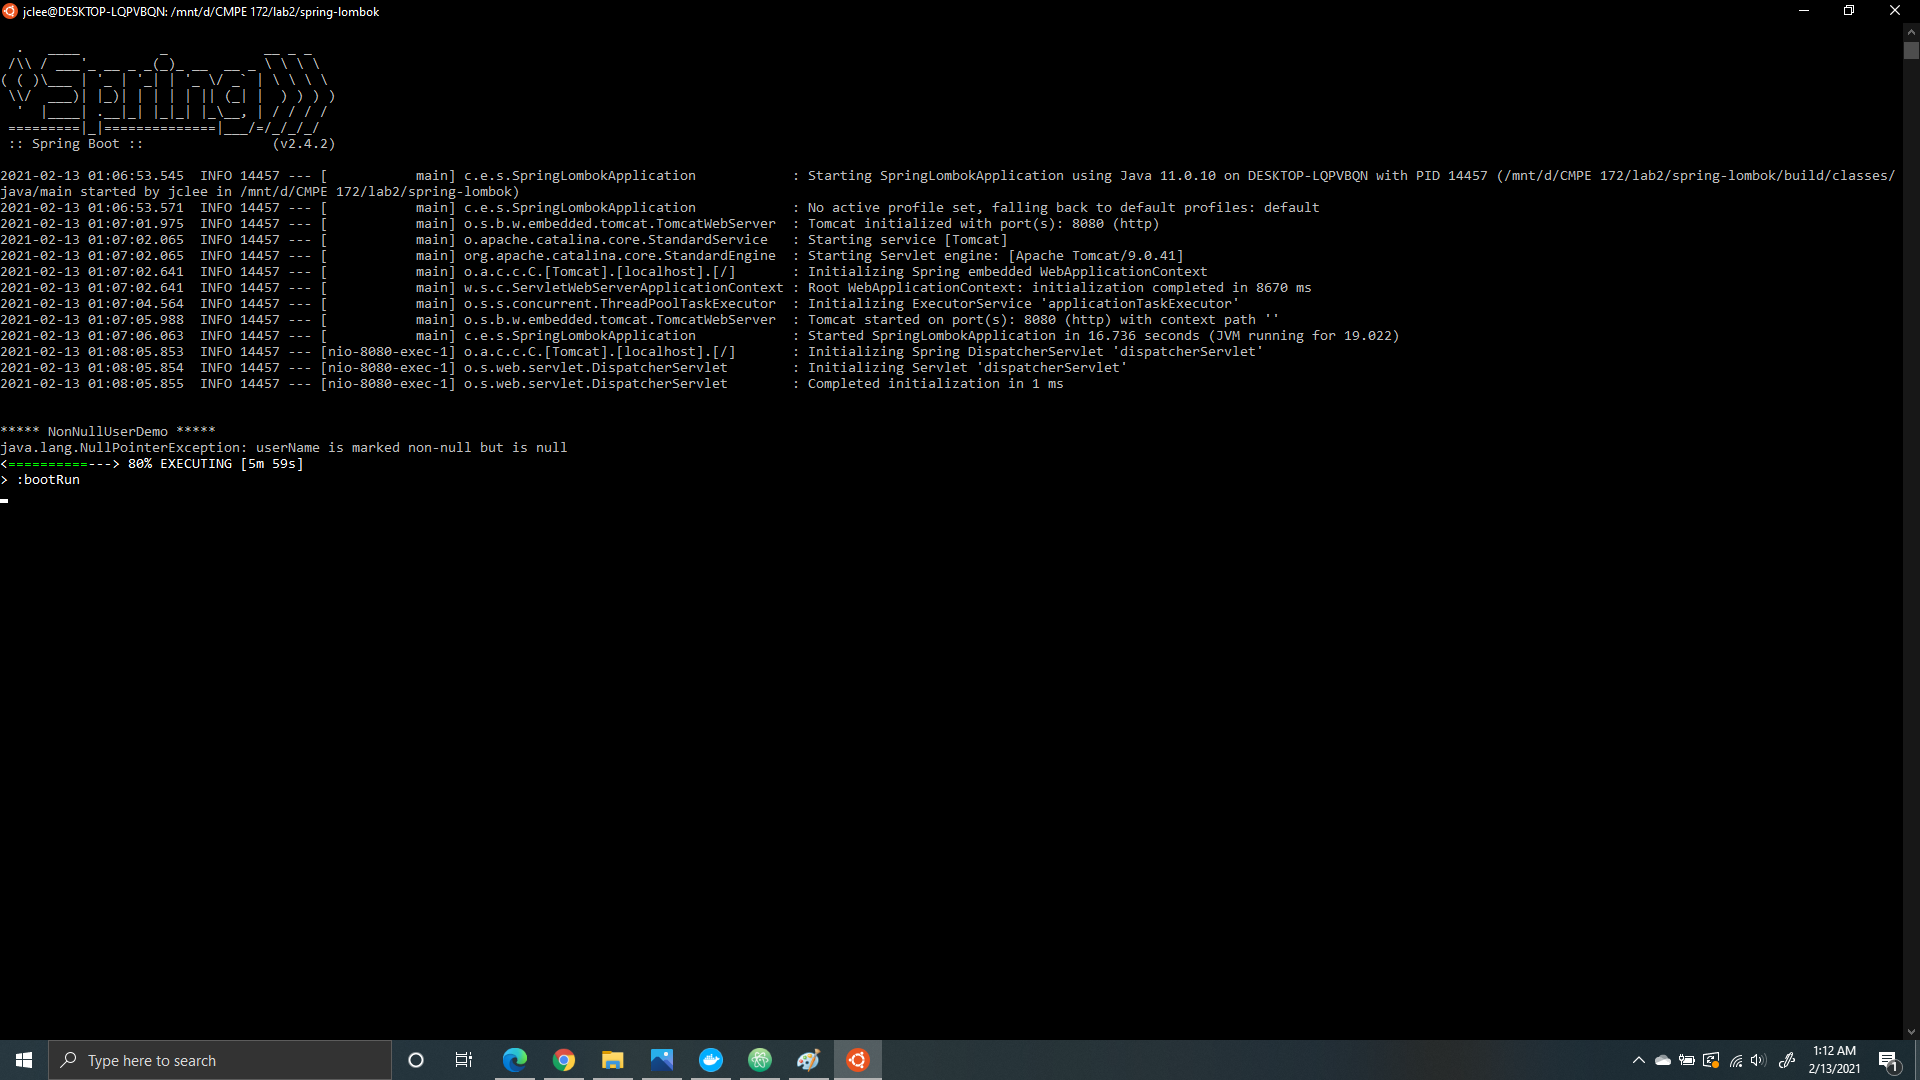 jclee@DESKTOP-LQPVBQN: /mnt/d/CMPE 172/lab2/spring-lombok
  .   ____          _            __ _ _
 /\\ / ___'_ __ _ _(_)_ __  __ _ \ \ \ \
( ( )\___ | '_ | '_| | '_ \/ _` | \ \ \ \
 \\/  ___)| |_)| | | | | || (_| |  ) ) ) )
  '  |____| .__|_| |_|_| |_\__, | / / / /
 =========|_|==============|___/=/_/_/_/
 :: Spring Boot ::                (v2.4.2)
2021-02-13 01:06:53.545  INFO 14457 --- [           main] c.e.s.SpringLombokApplication            : Starting SpringLombokApplication using Java 11.0.10 on DESKTOP-LQPVBQN with PID 14457 (/mnt/d/CMPE 172/lab2/spring-lombok/build/classes/
java/main started by jclee in /mnt/d/CMPE 172/lab2/spring-lombok)
2021-02-13 01:06:53.571  INFO 14457 --- [           main] c.e.s.SpringLombokApplication            : No active profile set, falling back to default profiles: default
2021-02-13 01:07:01.975  INFO 14457 --- [           main] o.s.b.w.embedded.tomcat.TomcatWebServer  : Tomcat initialized with port(s): 8080 (http)
2021-02-13 01:07:02.065  INFO 14457 --- [           main] o.apache.catalina.core.StandardService   : Starting service [Tomcat]
2021-02-13 01:07:02.065  INFO 14457 --- [           main] org.apache.catalina.core.StandardEngine  : Starting Servlet engine: [Apache Tomcat/9.0.41]
2021-02-13 01:07:02.641  INFO 14457 --- [           main] o.a.c.c.C.[Tomcat].[localhost].[/]       : Initializing Spring embedded WebApplicationContext
2021-02-13 01:07:02.641  INFO 14457 --- [           main] w.s.c.ServletWebServerApplicationContext : Root WebApplicationContext: initialization completed in 8670 ms
2021-02-13 01:07:04.564  INFO 14457 --- [           main] o.s.s.concurrent.ThreadPoolTaskExecutor  : Initializing ExecutorService 'applicationTaskExecutor'
2021-02-13 01:07:05.988  INFO 14457 --- [           main] o.s.b.w.embedded.tomcat.TomcatWebServer  : Tomcat started on port(s): 8080 (http) with context path ''
2021-02-13 01:07:06.063  INFO 14457 --- [           main] c.e.s.SpringLombokApplication            : Started SpringLombokApplication in 16.736 seconds (JVM running for 19.022)
2021-02-13 01:08:05.853  INFO 14457 --- [nio-8080-exec-1] o.a.c.c.C.[Tomcat].[localhost].[/]       : Initializing Spring DispatcherServlet 'dispatcherServlet'
2021-02-13 01:08:05.854  INFO 14457 --- [nio-8080-exec-1] o.s.web.servlet.DispatcherServlet        : Initializing Servlet 'dispatcherServlet'
2021-02-13 01:08:05.855  INFO 14457 --- [nio-8080-exec-1] o.s.web.servlet.DispatcherServlet        : Completed initialization in 1 ms
***** NonNullUserDemo *****
java.lang.NullPointerException: userName is marked non-null but is null
<==========---> 80% EXECUTING [5m 59s]
> :bootRun
Type here to search
1:12 AM
2/13/2021
1